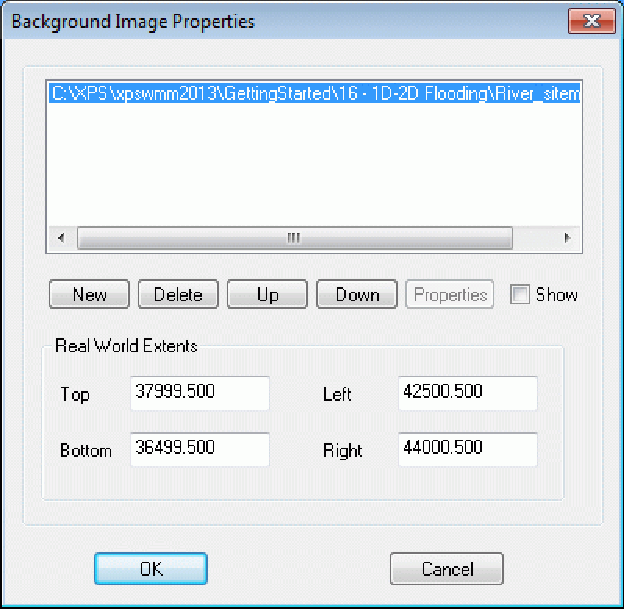 Background Image Properties
C:\XPS\xpswmm2013\GettingStarted\16 - 1D-2D Flooding\River_sitem
New Delete Up Down Properties Show
Real World Extents
Top 37999.500 Left 42500.500
Bottom 36499.500 Right 44000.500
OK Cancel